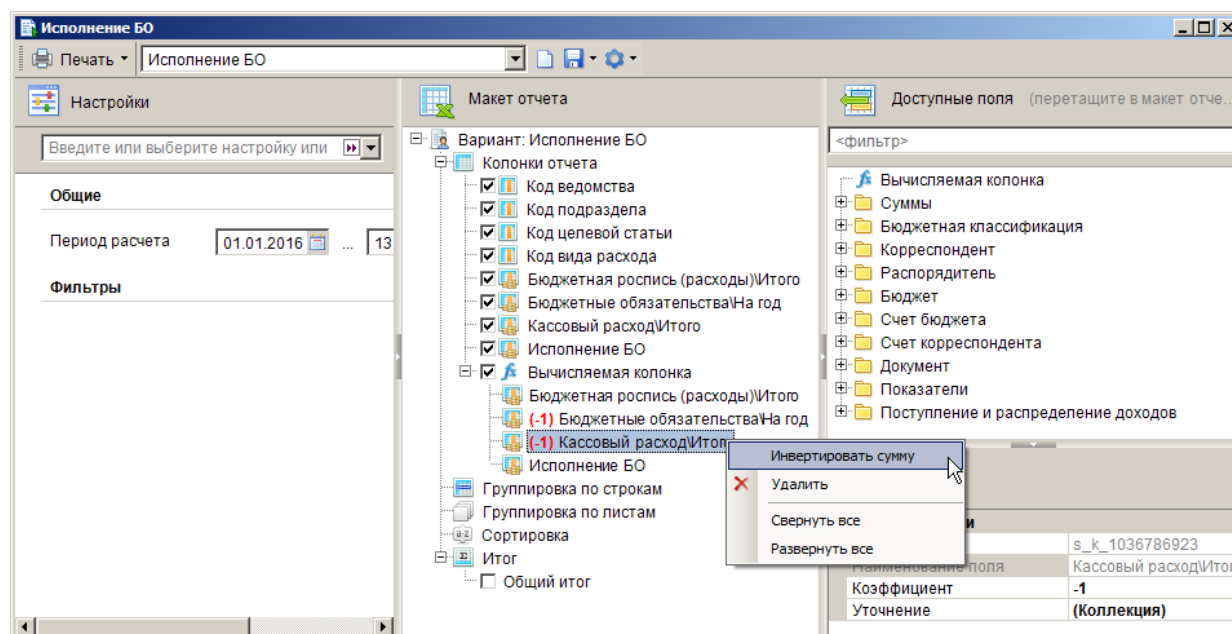 Исполнение БО
Печать
Исполнение БО
Настройки
Введите или выберите настройку или
Общие
Период расчета
01.01.2016
...
13
Фильтры
Макет отчета
Вариант: Исполнение БО
Колонки отчета
Код ведомства
Код подраздела
Код целевой статьи
Код вида расхода
Бюджетная роспись (расходы)\Итого
Бюджетные обязательства\На год
Кассовый расход\Итого
Исполнение БО
Вычисляемая колонка
Бюджетная роспись (расходы)\Итого
(-1) Бюджетные обязательства\На год
(-1) Кассовый расход\Итого
Исполнение БО
Группировка по строкам
Группировка по листам
Сортировка
Итог
Общий итог
Инвертировать сумму
Удалить
Свернуть все
Развернуть все
Доступные поля (перетащите в макет отче...
<фильтр>
Вычисляемая колонка
Суммы
Бюджетная классификация
Корреспондент
Распорядитель
Бюджет
Счет бюджета
Счет корреспондента
Документ
Показатели
Поступление и распределение доходов
и
s_k_1036786923
Наименование поля
Кассовый расход\Итог
Коэффициент
-1
Уточнение
(Коллекция)